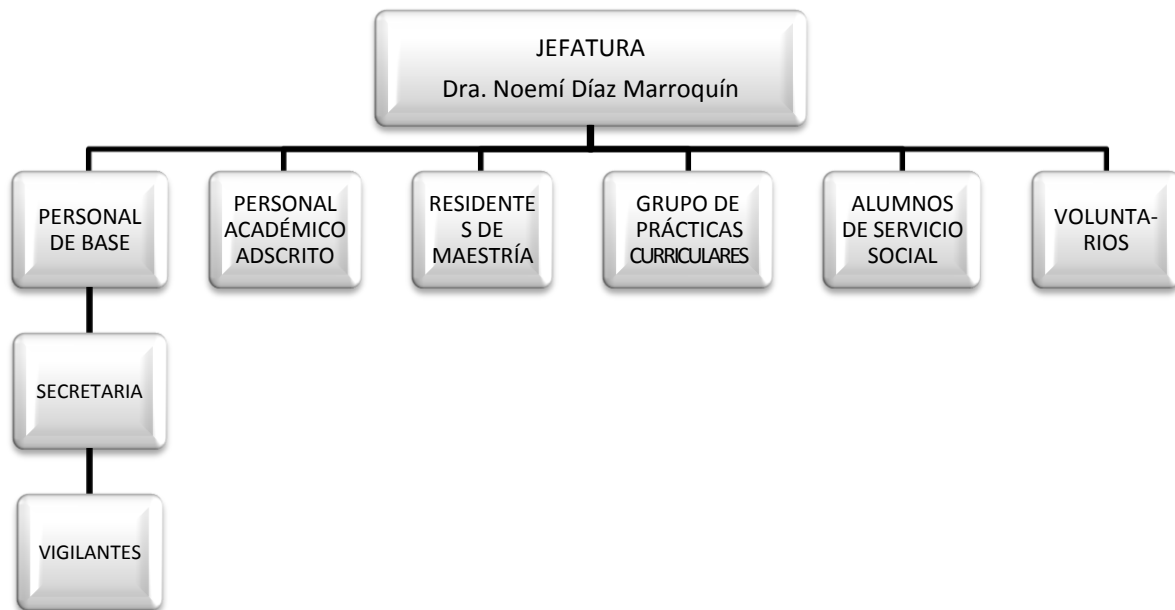 JEFATURA
Dra. Noemí Díaz Marroquín
PERSONAL
DE BASE
PERSONAL
ACADÉMICO
ADSCRITO
RESIDENTE
S DE
MAESTRÍA
GRUPO DE
PRÁCTICAS
CURRICULARES
ALUMNOS
DE SERVICIO
SOCIAL
VOLUNTA-
RIOS
SECRETARIA
VIGILANTES